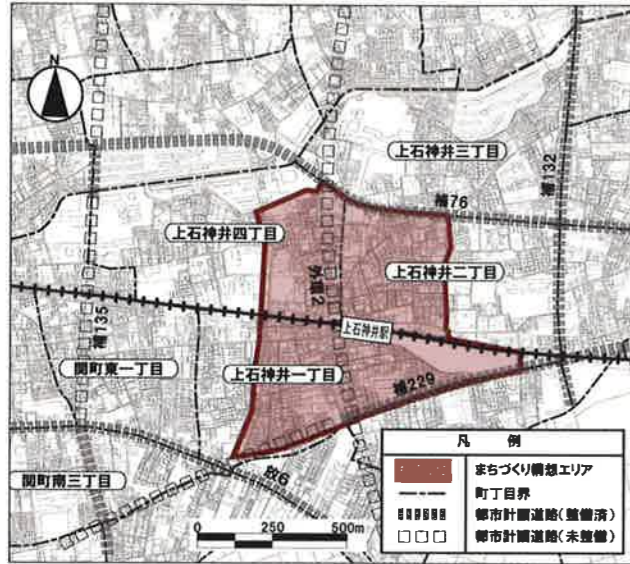 N
上石神井三丁目
補132
補76
上石神井四丁目
上石神井二丁目
外環2
上石神井駅
補135
関町東一丁目
上石神井一丁目
補229
関町南三丁目
放6
0 250 500m
凡 例
まちづくり構想エリア
町丁目界
都市計画道路(整備済)
都市計画道路(未整備)